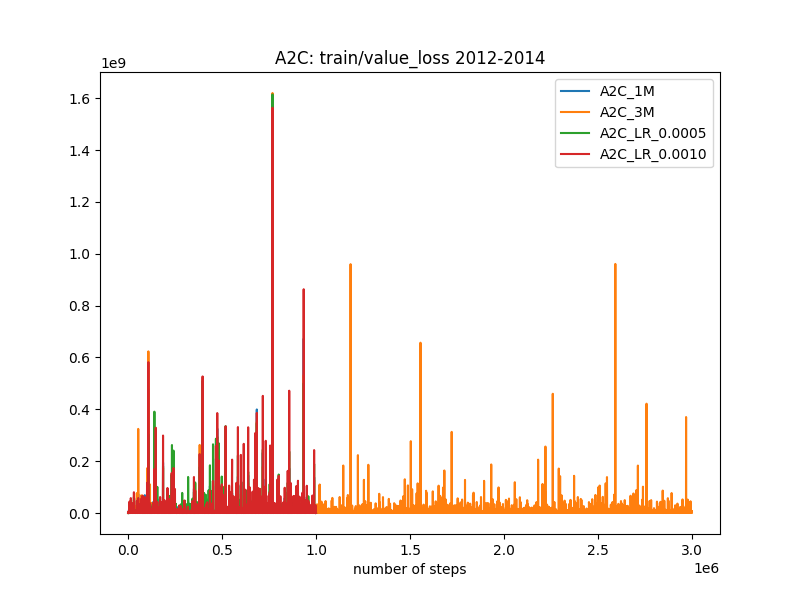 A2C: train/value_loss 2012-2014
1e9
A2C_1M
A2C_3M
A2C_LR_0.0005
A2C_LR_0.0010
1.6
1.4
1.2
1.0
0.8
0.6
0.4
0.2
0.0
0.0 0.5 1.0 1.5 2.0 2.5 3.0
number of steps
1e6